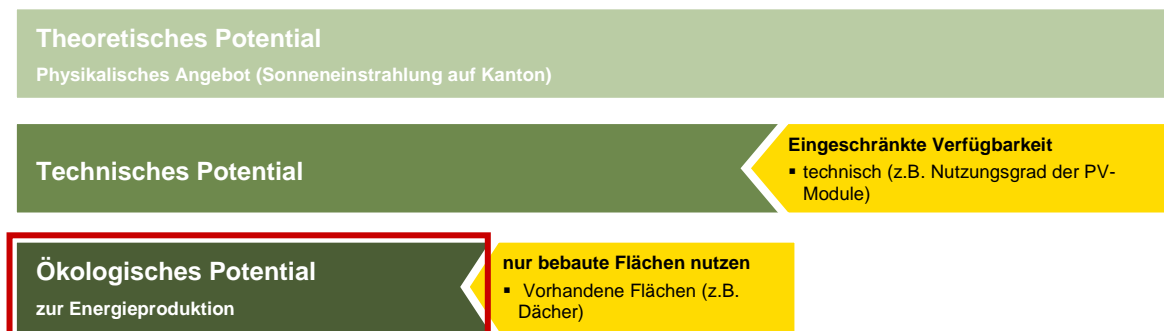 Theoretisches Potential
Physikalisches Angebot (Sonneneinstrahlung auf Kanton)
Technisches Potential
Eingeschränkte Verfügbarkeit
▪ technisch (z.B. Nutzungsgrad der PV-
Module)
Ökologisches Potential
zur Energieproduktion
nur bebaute Flächen nutzen
▪ Vorhandene Flächen (z.B.
Dächer)